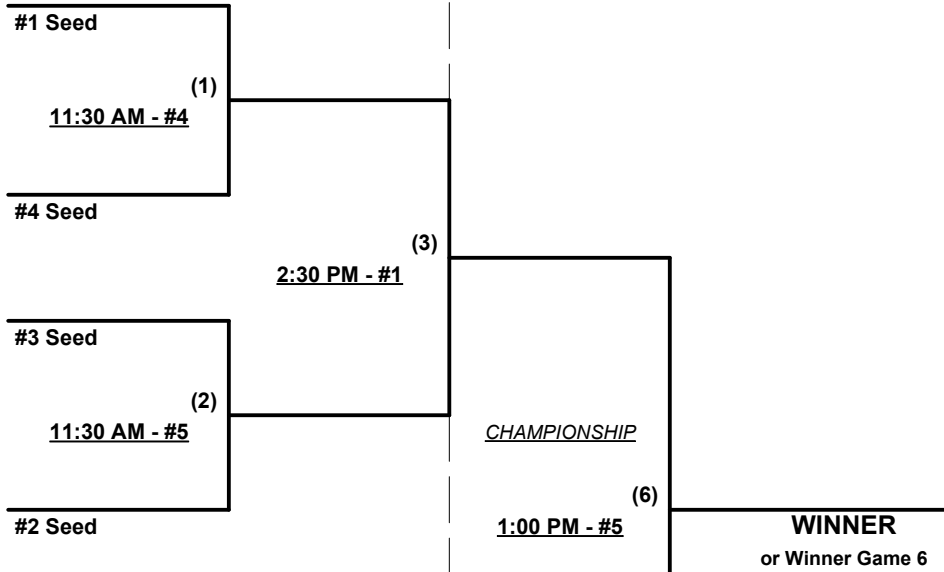 #1 Seed
(1)
11:30 AM - #4
#4 Seed
(3)
2:30 PM - #1
#3 Seed
(2)
11:30 AM - #5
#2 Seed
CHAMPIONSHIP
(6)
1:00 PM - #5
WINNER
or Winner Game 6